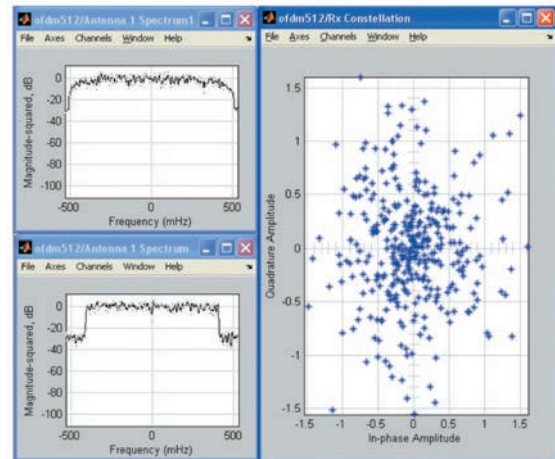 ofdm512/Antenna 1 Spectrum1
File Axes Channels Window Help
Magnitude-squared, dB
0
-20
-40
-60
-80
-100
-500 0 500
Frequency (mHz)
ofdm512/Antenna 1 Spectrum
File Axes Channels Window Help
Magnitude-squared, dB
0
-20
-40
-60
-80
-100
-500 0 500
Frequency (mHz)
ofdm512/Rx Constellation
File Axes Channels Window Help
Quadrature Amplitude
1.5
1
0.5
0
-0.5
-1
-1.5
-1.5 -1 -0.5 0 0.5 1 1.5
In-phase Amplitude